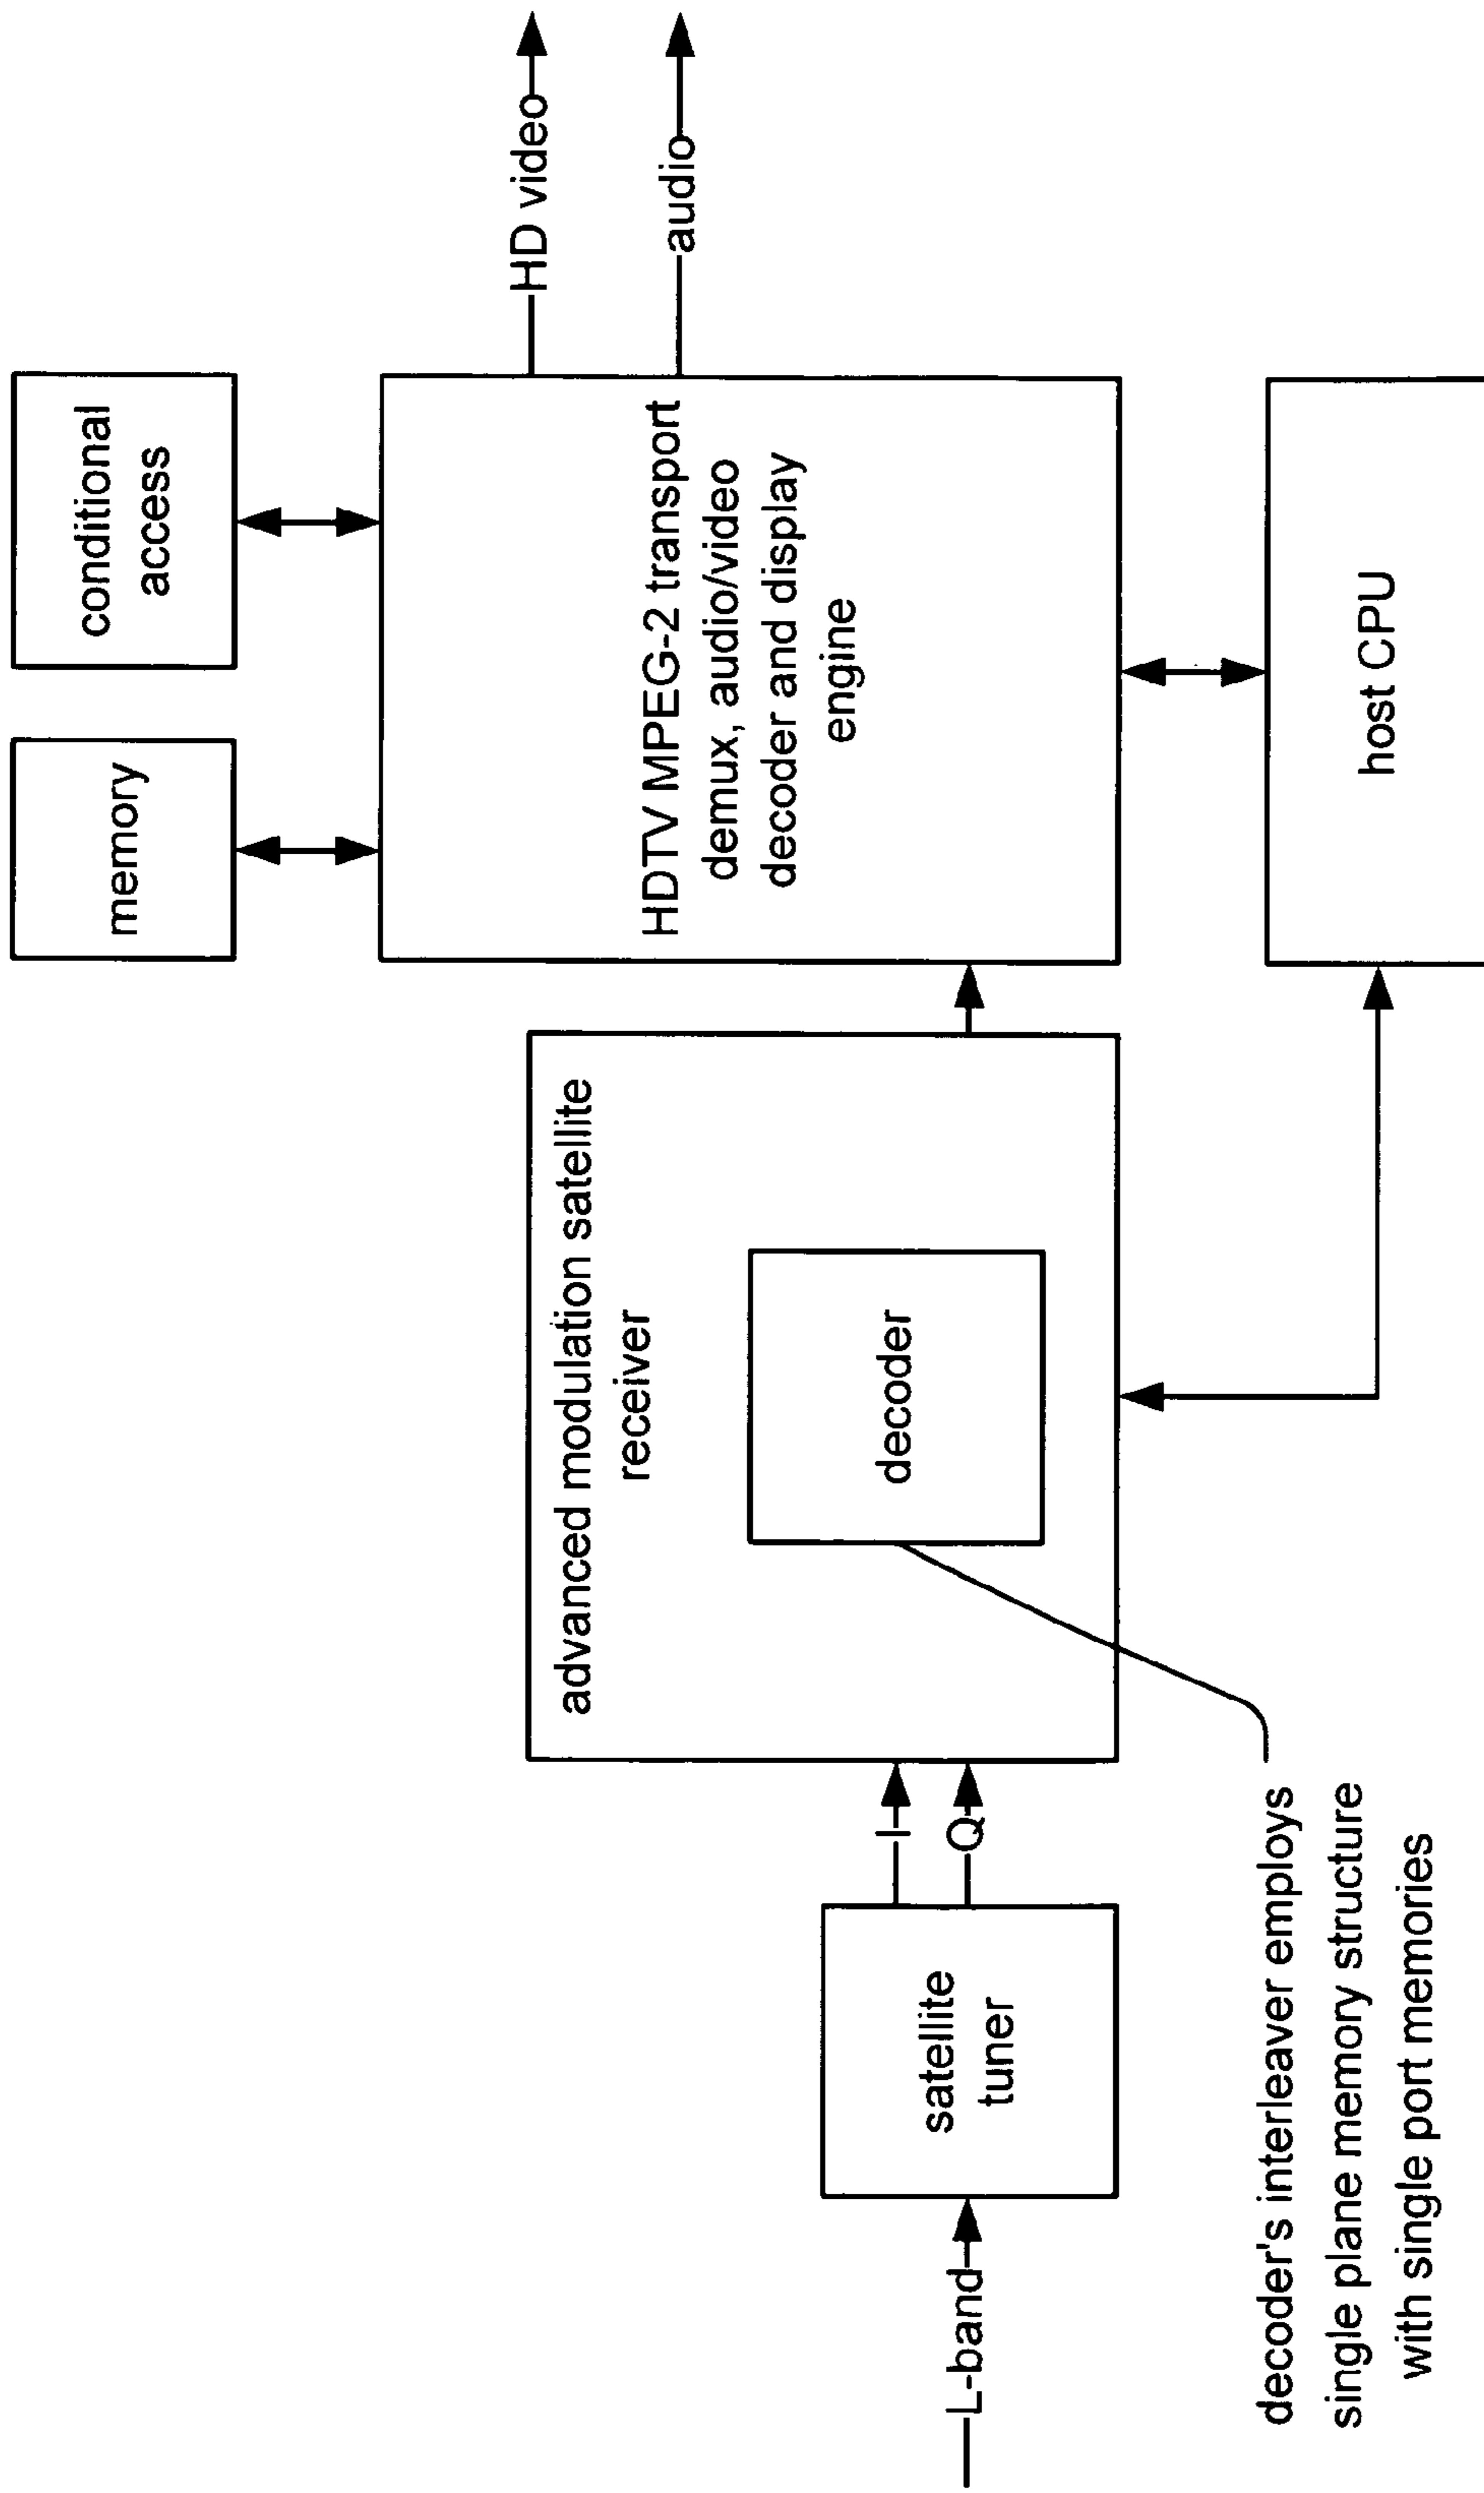 memory
conditional
access
HD video
audio
HDTV MPEG-2 transport
demux, audio/video
decoder and display
engine
advanced modulation satellite
receiver
decoder
I
Q
satellite
tuner
L-band
host CPU
decoder's interleaver employs
single plane memory structure
with single port memories